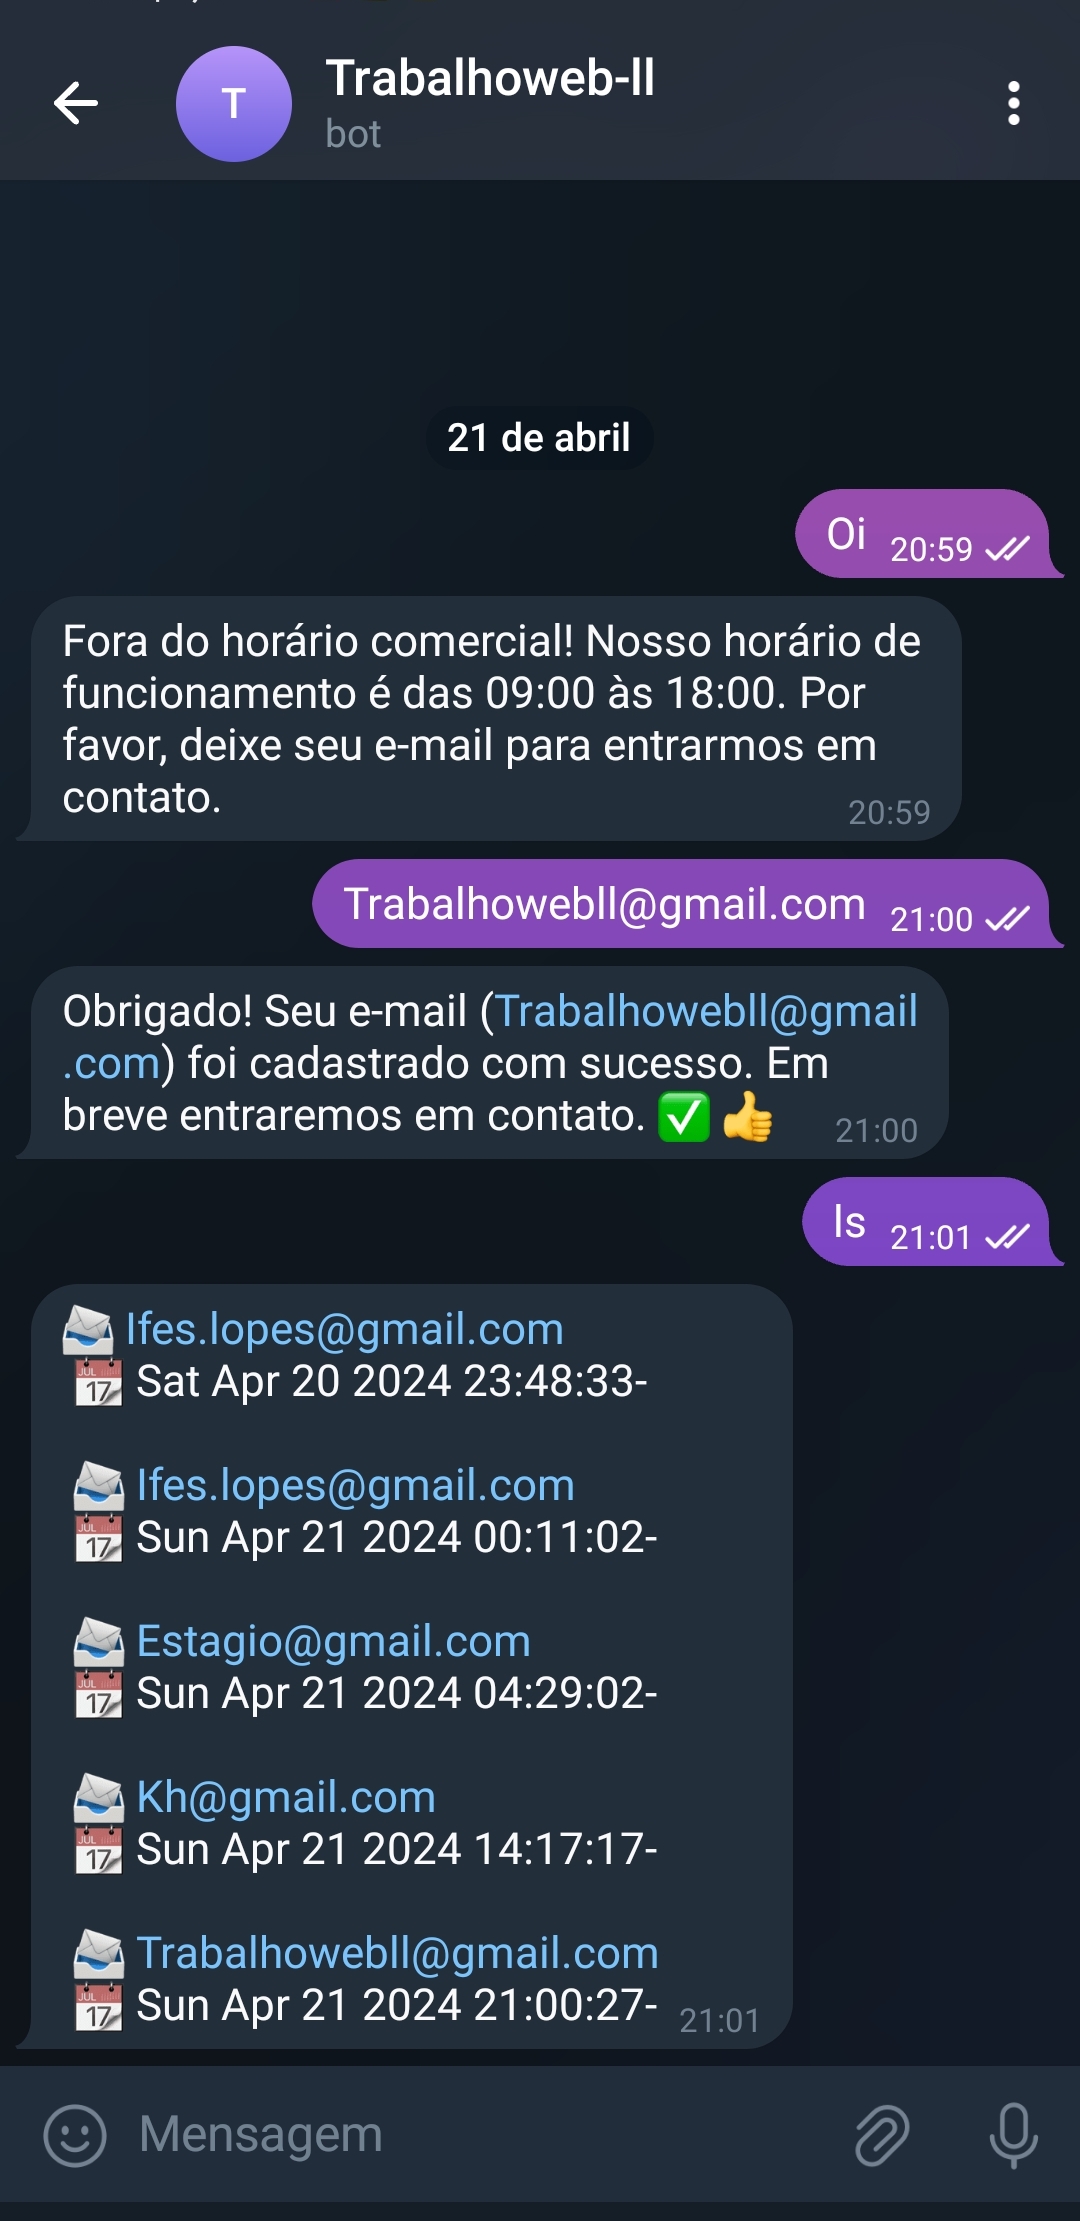 T
Trabalhoweb-ll
bot
21 de abril
Oi 20:59
Fora do horário comercial! Nosso horário de
funcionamento é das 09:00 às 18:00. Por
favor, deixe seu e-mail para entrarmos em
contato.
20:59
Trabalhowebll@gmail.com 21:00
Obrigado! Seu e-mail (Trabalhowebll@gmail
.com) foi cadastrado com sucesso. Em
breve entraremos em contato. ✅ 👍 21:00
ls 21:01
📨 Ifes.lopes@gmail.com
📆 Sat Apr 20 2024 23:48:33-
📨 Ifes.lopes@gmail.com
📆 Sun Apr 21 2024 00:11:02-
📨 Estagio@gmail.com
📆 Sun Apr 21 2024 04:29:02-
📨 Kh@gmail.com
📆 Sun Apr 21 2024 14:17:17-
📨 Trabalhowebll@gmail.com
📆 Sun Apr 21 2024 21:00:27- 21:01
Mensagem